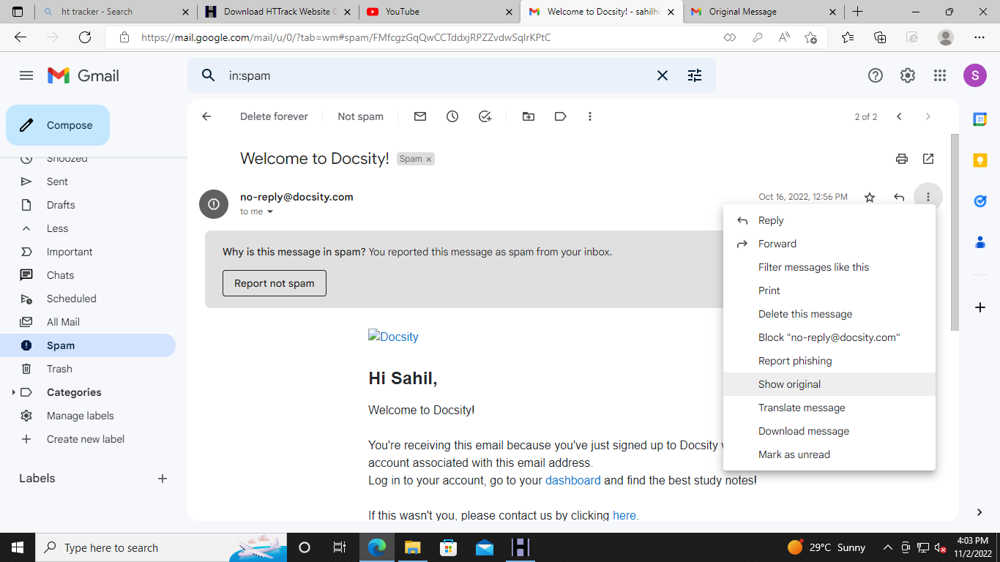 ht tracker - Search
Download HTTrack Website C
YouTube
Welcome to Docsity! - sahilhi
Original Message
https://mail.google.com/mail/u/0/?tab=wm#spam/FMfcgzGqQwCCTddxjRPZZvdwSqlrKPtC
Gmail
in:spam
S
Compose
Snoozed
Sent
Drafts
Less
Important
Chats
Scheduled
All Mail
Spam
Trash
Categories
Manage labels
Create new label
Labels
Delete forever
Not spam
2 of 2
Welcome to Docsity!
Spam ×
no-reply@docsity.com
to me
Oct 16, 2022, 12:56 PM
Why is this message in spam? You reported this message as spam from your inbox.
Report not spam
Docsity
Hi Sahil,
Welcome to Docsity!
You're receiving this email because you've just signed up to Docsity
account associated with this email address.
Log in to your account, go to your dashboard and find the best study notes!
If this wasn't you, please contact us by clicking here.
Reply
Forward
Filter messages like this
Print
Delete this message
Block "no-reply@docsity.com"
Report phishing
Show original
Translate message
Download message
Mark as unread
31
Type here to search
29°C Sunny
4:03 PM
11/2/2022